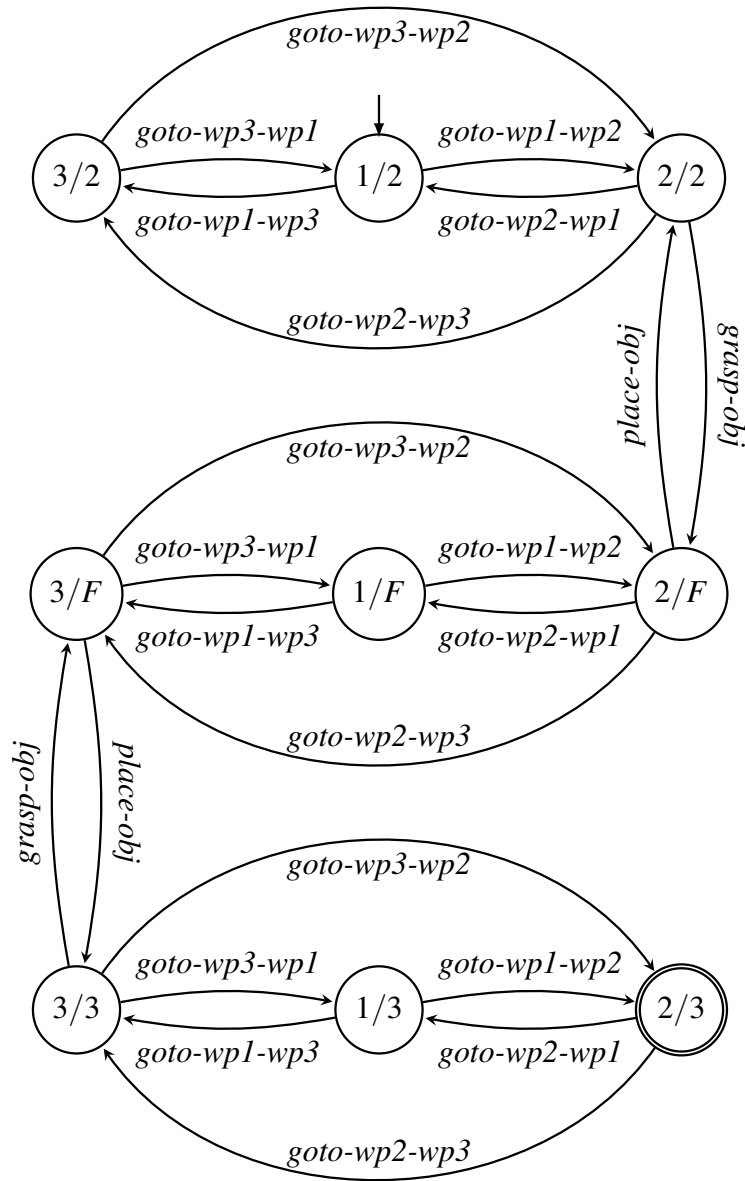 goto-wp3-wp2
goto-wp3-wp1
goto-wp1-wp2
3/2
1/2
2/2
goto-wp1-wp3
goto-wp2-wp1
goto-wp2-wp3
place-obj
grasp-obj
goto-wp3-wp2
goto-wp3-wp1
goto-wp1-wp2
3/F
1/F
2/F
goto-wp1-wp3
goto-wp2-wp1
goto-wp2-wp3
grasp-obj
place-obj
goto-wp3-wp2
goto-wp3-wp1
goto-wp1-wp2
3/3
1/3
2/3
goto-wp1-wp3
goto-wp2-wp1
goto-wp2-wp3